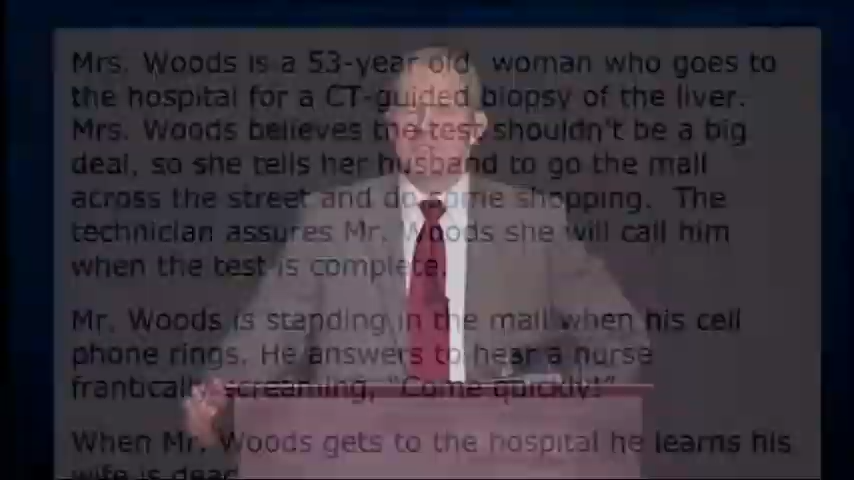 Mrs. Woods is a 53-year old, woman who goes to
the hospital for a CT-guided biopsy of the liver.
Mrs. Woods believes the test shouldn't be a big
deal, so she tells her husband to go the mall
across the street and do some shopping. The
technician assures Mr. Woods she will call him
when the test is complete.
Mr. Woods is standing in the mall when his cell
phone rings. He answers to hear a nurse
frantically screaming, "Come quickly!"
When Mr. Woods gets to the hospital he learns his
wife is dead